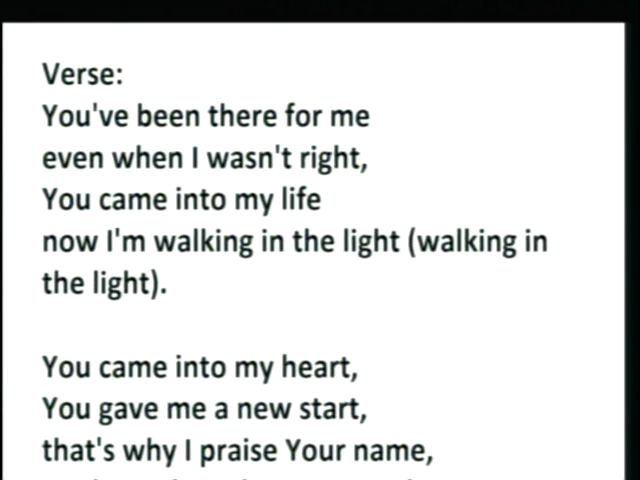 Verse:
You've been there for me
even when I wasn't right,
You came into my life
now I'm walking in the light (walking in
the light).
You came into my heart,
You gave me a new start,
that's why I praise Your name,